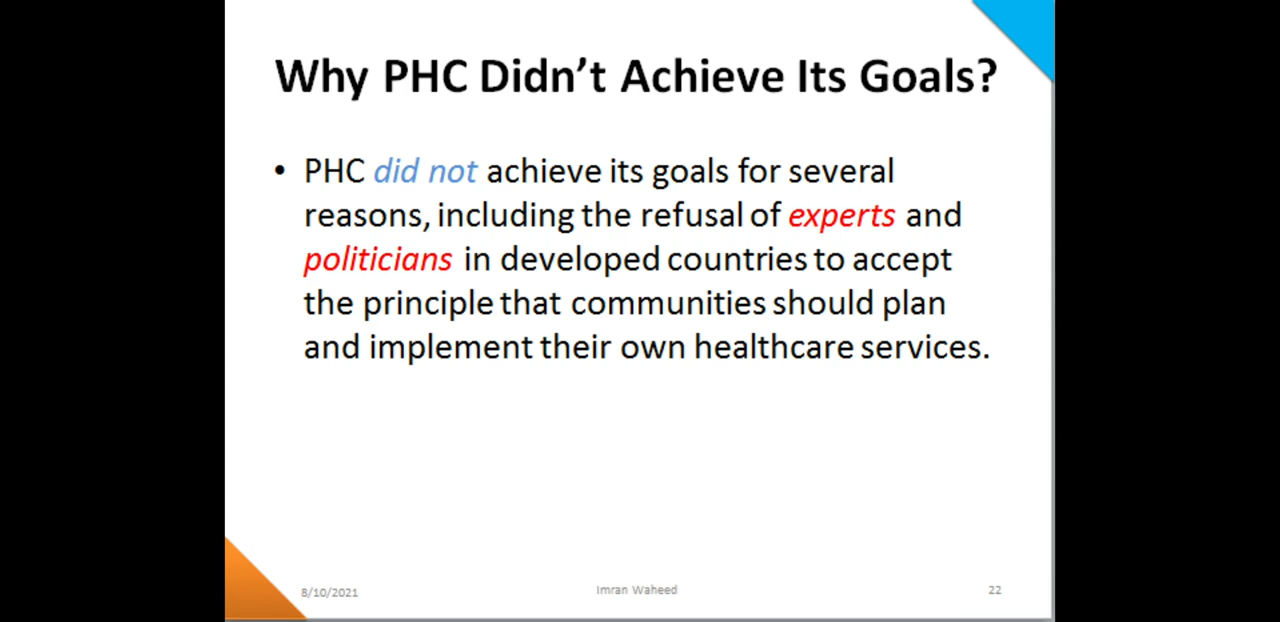 Why PHC Didn’t Achieve Its Goals?
• PHC did not achieve its goals for several
reasons, including the refusal of experts and
politicians in developed countries to accept
the principle that communities should plan
and implement their own healthcare services.
8/10/2021
Imran Waheed
22